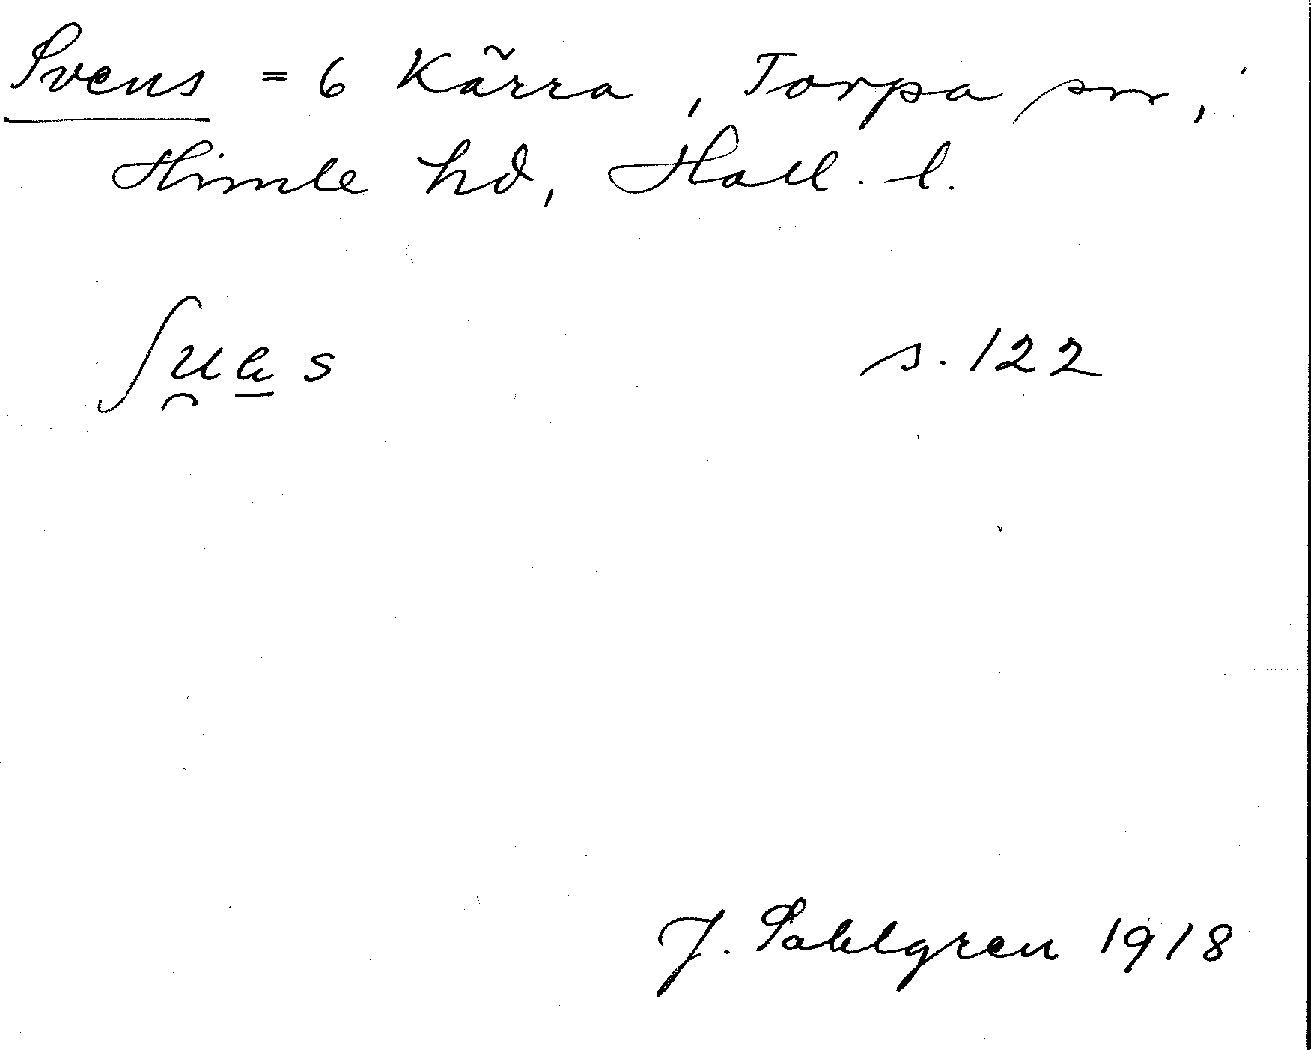 Svens = 6 Kärra, Torpa sn,
Himle hd, Hall. l.
s. 122
J. Sahlgren 1918